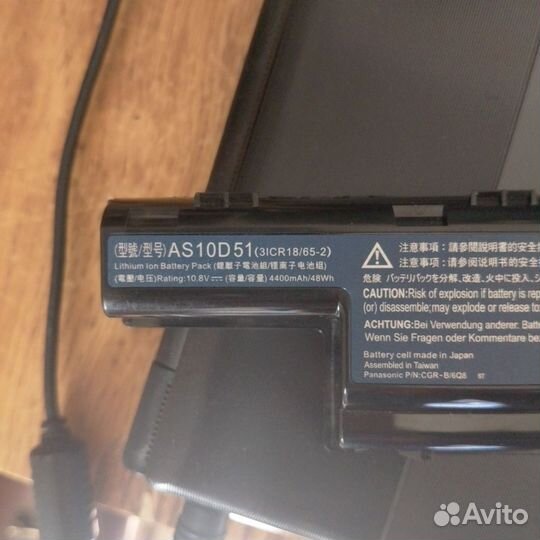 (型號/型号) AS10D51 (3ICR18/65-2)
Lithium Ion Battery Pack (鋰離子電池組/锂离子电池组)
(電壓/电压)Rating:10.8V⎓ (容量/容量) 4400mAh/48Wh
注意事項：請參閱說明書的安全
注意事项：请参阅说明书的安全
危険 バッテリパックを分解、改造、火中に
CAUTION:Risk of explosion if battery is rep
(or) disassembled;may explode or release
ACHTUNG:Bei Verwendung anderer. Batter
Wenn Sie Fragen oder Kommentare bez
Battery cell made in Japan
Assembled in Taiwan
Panasonic P/N:CGR-B/6Q8
Avito